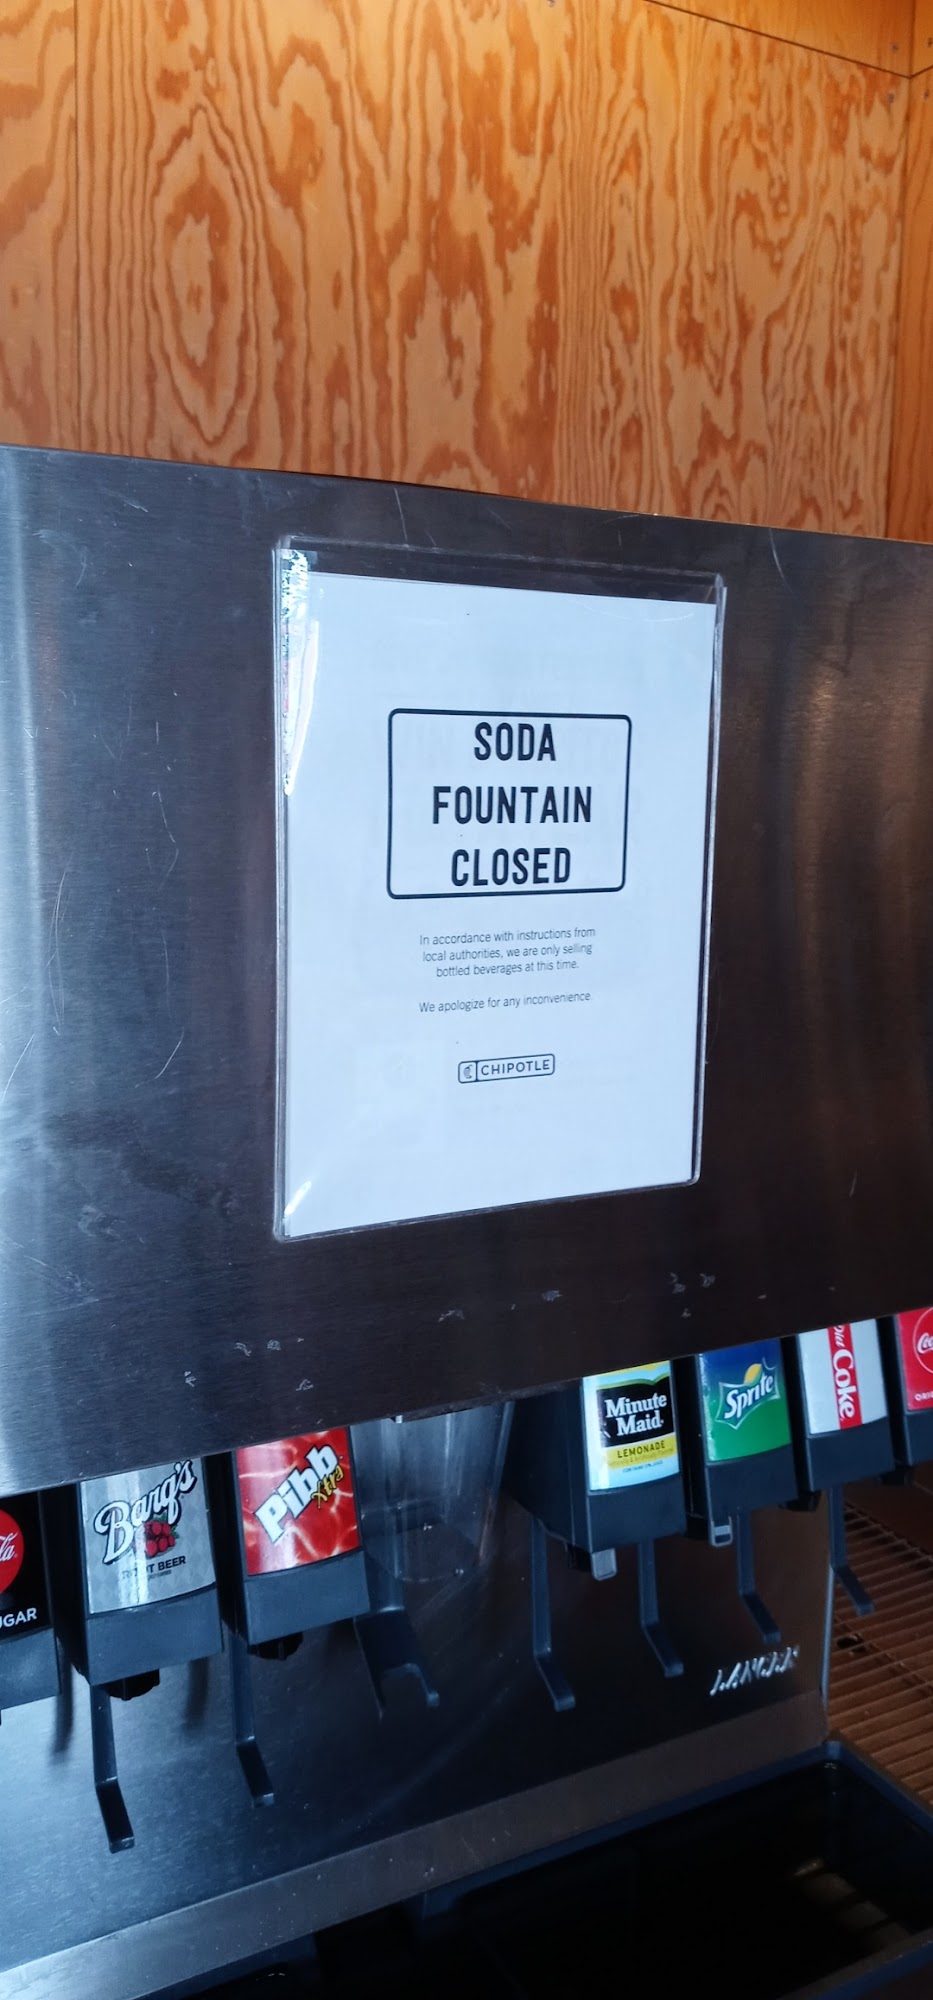 SODA
FOUNTAIN
CLOSED
In accordance with instructions from
local authorities, we are only selling
bottled beverages at this time.
We apologize for any inconvenience.
CHIPOTLE
Minute
Maid
LEMONADE
Sprite
Diet Coke
Barq's
ROOT BEER
Pibb
Xtra
LANCER